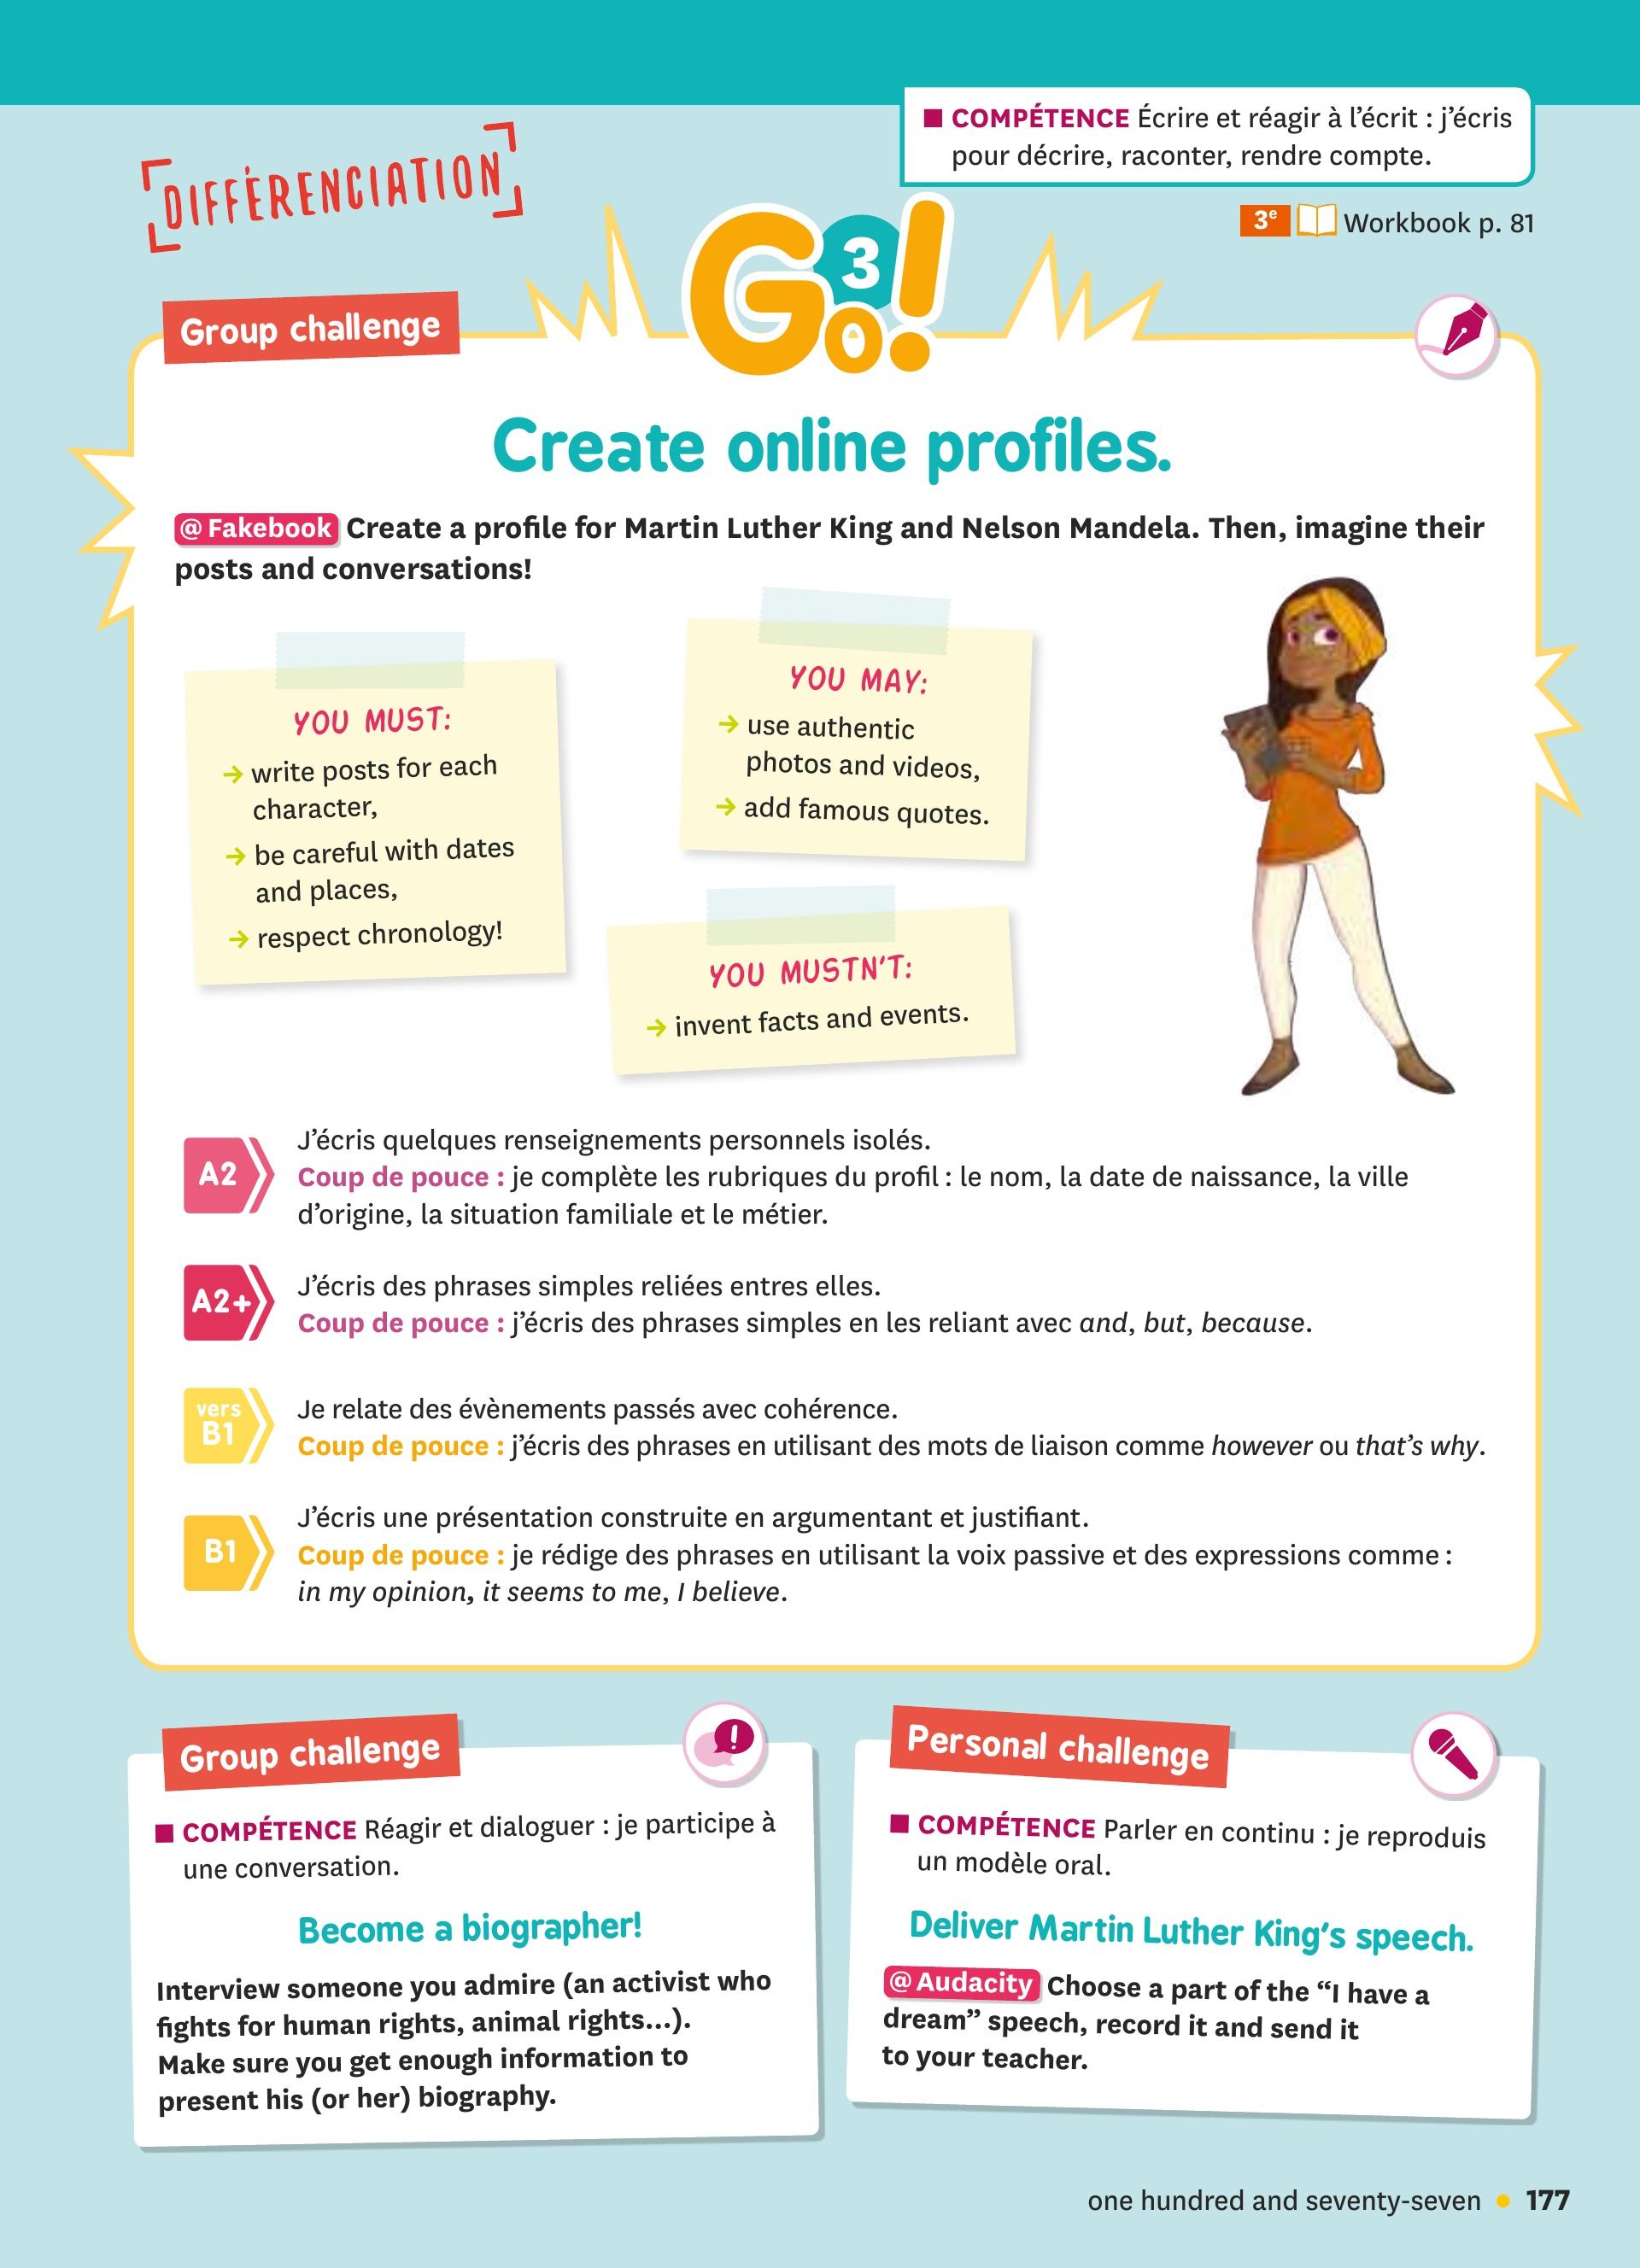 ■ COMPÉTENCE Écrire et réagir à l'écrit : j'écris
pour décrire, raconter, rendre compte.
DIFFÉRENCIATION
3e Workbook p. 81
Go! 3
Group challenge
Create online profiles.
@ Fakebook Create a profile for Martin Luther King and Nelson Mandela. Then, imagine their
posts and conversations!
YOU MUST:
→ write posts for each
character,
→ be careful with dates
and places,
→ respect chronology!
YOU MAY:
→ use authentic
photos and videos,
→ add famous quotes.
YOU MUSTN'T:
→ invent facts and events.
A2
J'écris quelques renseignements personnels isolés.
Coup de pouce : je complète les rubriques du profil : le nom, la date de naissance, la ville
d'origine, la situation familiale et le métier.
A2+
J'écris des phrases simples reliées entres elles.
Coup de pouce : j'écris des phrases simples en les reliant avec and, but, because.
vers
B1
Je relate des évènements passés avec cohérence.
Coup de pouce : j'écris des phrases en utilisant des mots de liaison comme however ou that's why.
B1
J'écris une présentation construite en argumentant et justifiant.
Coup de pouce : je rédige des phrases en utilisant la voix passive et des expressions comme :
in my opinion, it seems to me, I believe.
Group challenge
■ COMPÉTENCE Réagir et dialoguer : je participe à
une conversation.
Become a biographer!
Interview someone you admire (an activist who
fights for human rights, animal rights...).
Make sure you get enough information to
present his (or her) biography.
Personal challenge
■ COMPÉTENCE Parler en continu : je reproduis
un modèle oral.
Deliver Martin Luther King's speech.
@ Audacity Choose a part of the “I have a
dream” speech, record it and send it
to your teacher.
one hundred and seventy-seven • 177